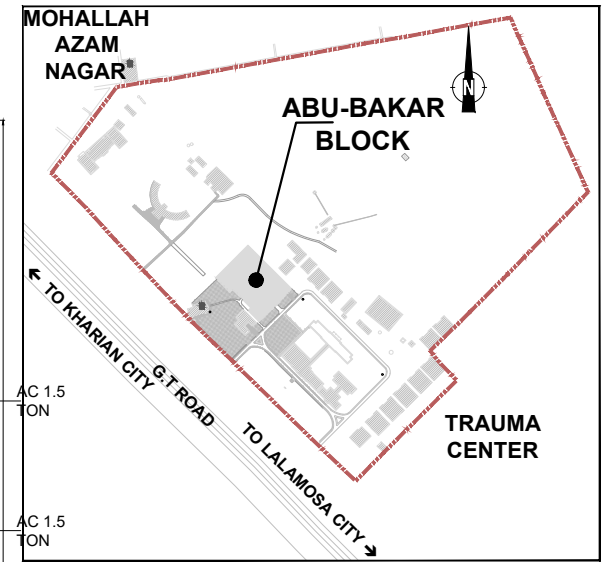 MOHALLAH
AZAM
NAGAR
N
ABU-BAKAR
BLOCK
TO KHARIAN CITY
G.T ROAD
TO LALAMOSA CITY
TRAUMA
CENTER
AC 1.5
TON
AC 1.5
TON